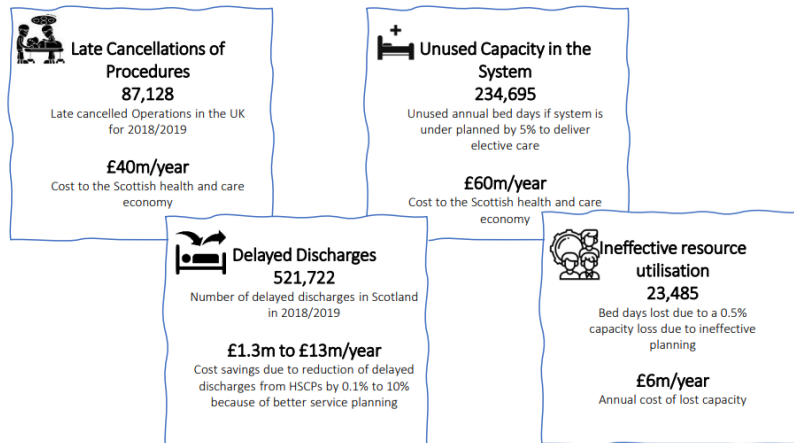 Late Cancellations of
Procedures
87,128
Late cancelled Operations in the UK
for 2018/2019
£40m/year
Cost to the Scottish health and care
economy
Unused Capacity in the
System
234,695
Unused annual bed days if system is
under planned by 5% to deliver
elective care
£60m/year
Cost to the Scottish health and care
economy
Delayed Discharges
521,722
Number of delayed discharges in Scotland
in 2018/2019
£1.3m to £13m/year
Cost savings due to reduction of delayed
discharges from HSCPs by 0.1% to 10%
because of better service planning
Ineffective resource
utilisation
23,485
Bed days lost due to a 0.5%
capacity loss due to ineffective
planning
£6m/year
Annual cost of lost capacity